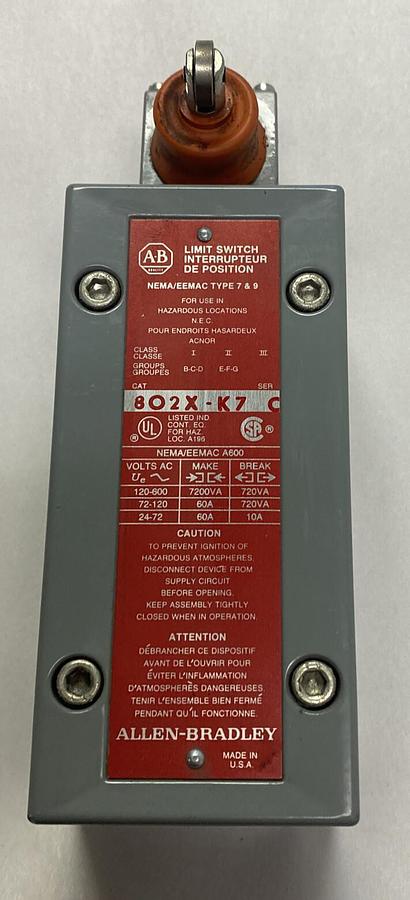 A-B
QUALITY
LIMIT SWITCH
INTERRUPTEUR
DE POSITION
NEMA/EEMAC TYPE 7 & 9
FOR USE IN
HAZARDOUS LOCATIONS
N.E.C.
POUR ENDROITS HASARDEUX
ACNOR
CLASS I II III
CLASSE
GROUPS B-C-D E-F-G
GROUPES
CAT SER
802X-K7 C
UL ® LISTED IND.
CONT. EQ.
FOR HAZ.
LOC. A196
SA ®
NEMA/EEMAC A600
VOLTS AC MAKE BREAK
Ue
120-600 7200VA 720VA
72-120 60A 720VA
24-72 60A 10A
CAUTION
TO PREVENT IGNITION OF
HAZARDOUS ATMOSPHERES,
DISCONNECT DEVICE FROM
SUPPLY CIRCUIT
BEFORE OPENING.
KEEP ASSEMBLY TIGHTLY
CLOSED WHEN IN OPERATION.
ATTENTION
DÉBRANCHER CE DISPOSITIF
AVANT DE L'OUVRIR POUR
ÉVITER L'INFLAMMATION
D'ATMOSPHERÈS DANGEREUSES.
TENIR L'ENSEMBLE BIEN FERMÉ
PENDANT QU'IL FONCTIONNE.
ALLEN-BRADLEY
MADE IN
U.S.A.